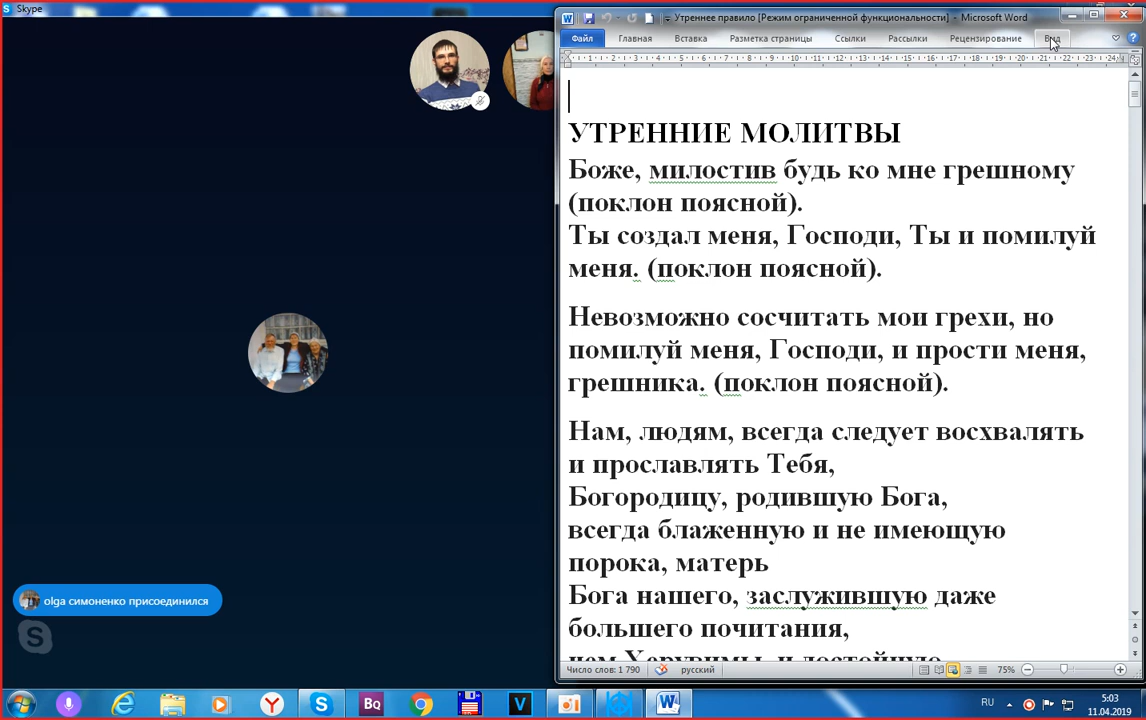 Skype
Утреннее правило [Режим ограниченной функциональности] - Microsoft Word
Файл Главная Вставка Разметка страницы Ссылки Рассылки Рецензирование Вид
УТРЕННИЕ МОЛИТВЫ
Боже, милостив будь ко мне грешному
(поклон поясной).
Ты создал меня, Господи, Ты и помилуй
меня. (поклон поясной).
Невозможно сосчитать мои грехи, но
помилуй меня, Господи, и прости меня,
грешника. (поклон поясной).
Нам, людям, всегда следует восхвалять
и прославлять Тебя,
Богородицу, родившую Бога,
всегда блаженную и не имеющую
порока, матерь
Бога нашего, заслужившую даже
большего почитания,
чем Херувимы, и достойную
olga симоненко присоединился
Число слов: 1 790 русский 75%
RU 5:03
11.04.2019